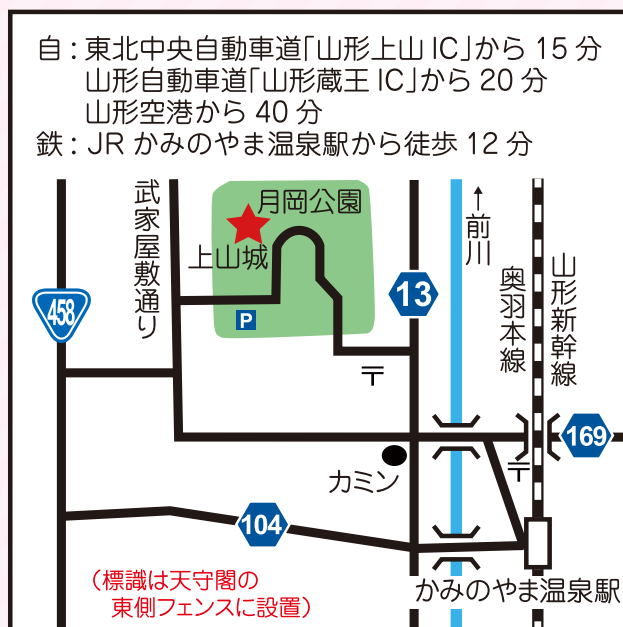 自：東北中央自動車道「山形上山 IC」から 15 分
山形自動車道「山形蔵王 IC」から 20 分
山形空港から 40 分
鉄：JR かみのやま温泉駅から徒歩 12 分
武家屋敷通り
月岡公園
上山城
P
458
13
↑前川
奥羽本線
山形新幹線
〒
169
〒
カミン
104
かみのやま温泉駅
（標識は天守閣の
東側フェンスに設置）